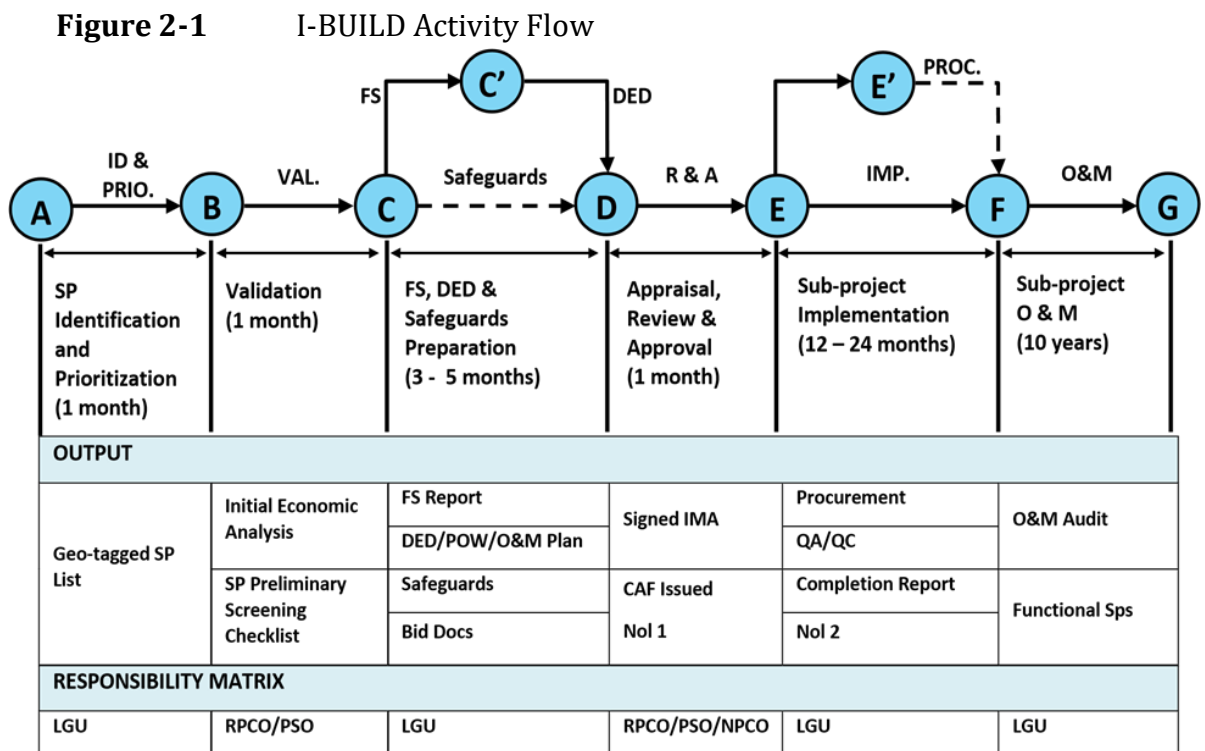 Figure 2-1 I-BUILD Activity Flow
C’
E’
PROC.
FS
DED
ID &
PRIO.
VAL.
Safeguards
R & A
IMP.
O&M
A
B
C
D
E
F
G
SP
Identification
and
Prioritization
(1 month)
Validation
(1 month)
FS, DED &
Safeguards
Preparation
(3 - 5 months)
Appraisal,
Review &
Approval
(1 month)
Sub-project
Implementation
(12 – 24 months)
Sub-project
O & M
(10 years)
OUTPUT
Geo-tagged SP
List
Initial Economic
Analysis
SP Preliminary
Screening
Checklist
FS Report
DED/POW/O&M Plan
Safeguards
Bid Docs
Signed IMA
CAF Issued
Nol 1
Procurement
QA/QC
Completion Report
Nol 2
O&M Audit
Functional Sps
RESPONSIBILITY MATRIX
LGU
RPCO/PSO
LGU
RPCO/PSO/NPCO
LGU
LGU